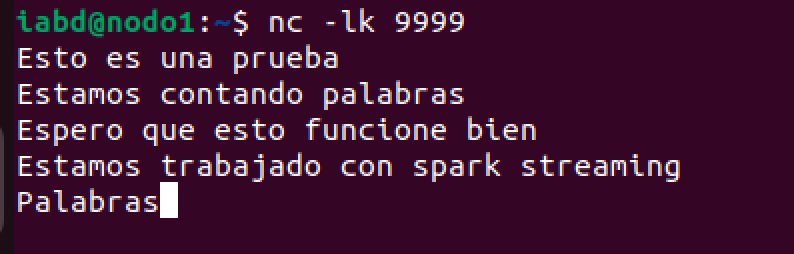 iabd@nodo1:~$ nc -lk 9999
Esto es una prueba
Estamos contando palabras
Espero que esto funcione bien
Estamos trabajado con spark streaming
Palabras